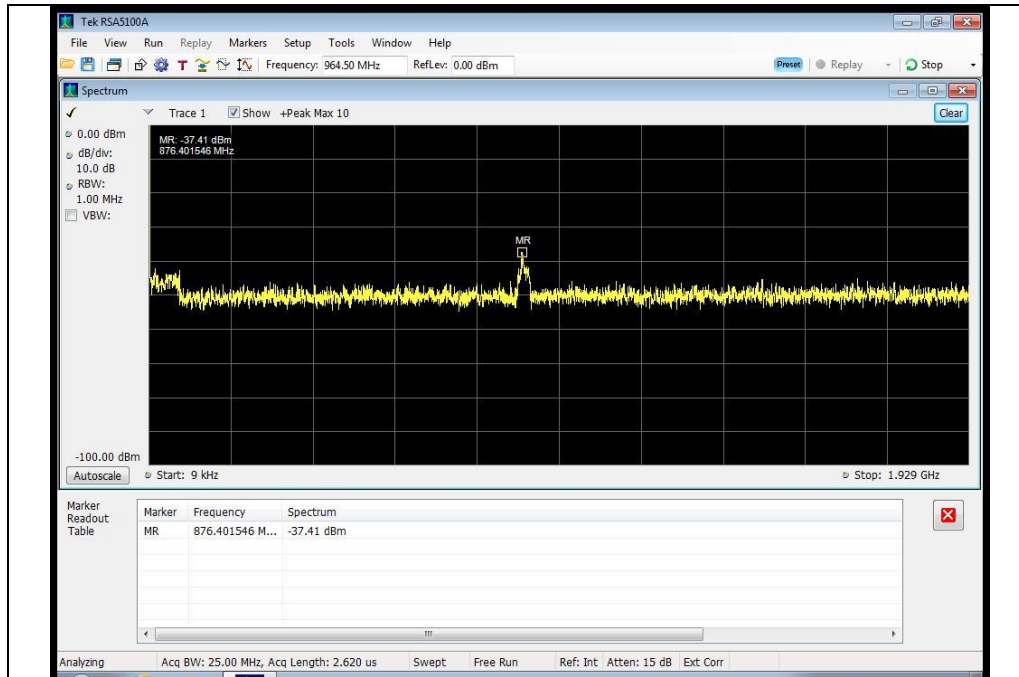 Tek RSA5100A
File View Run Replay Markers Setup Tools Window Help
T Frequency: 964.50 MHz RefLev: 0.00 dBm Preset Replay Stop
Spectrum
Trace 1 Show +Peak Max 10 Clear
0.00 dBm
dB/div:
10.0 dB
RBW:
1.00 MHz
VBW:
MR: -37.41 dBm
876.401546 MHz
MR
-100.00 dBm
Autoscale Start: 9 kHz Stop: 1.929 GHz
Marker
Readout
Table
Marker Frequency Spectrum
MR 876.401546 M... -37.41 dBm
Analyzing Acq BW: 25.00 MHz, Acq Length: 2.620 us Swept Free Run Ref: Int Atten: 15 dB Ext Corr